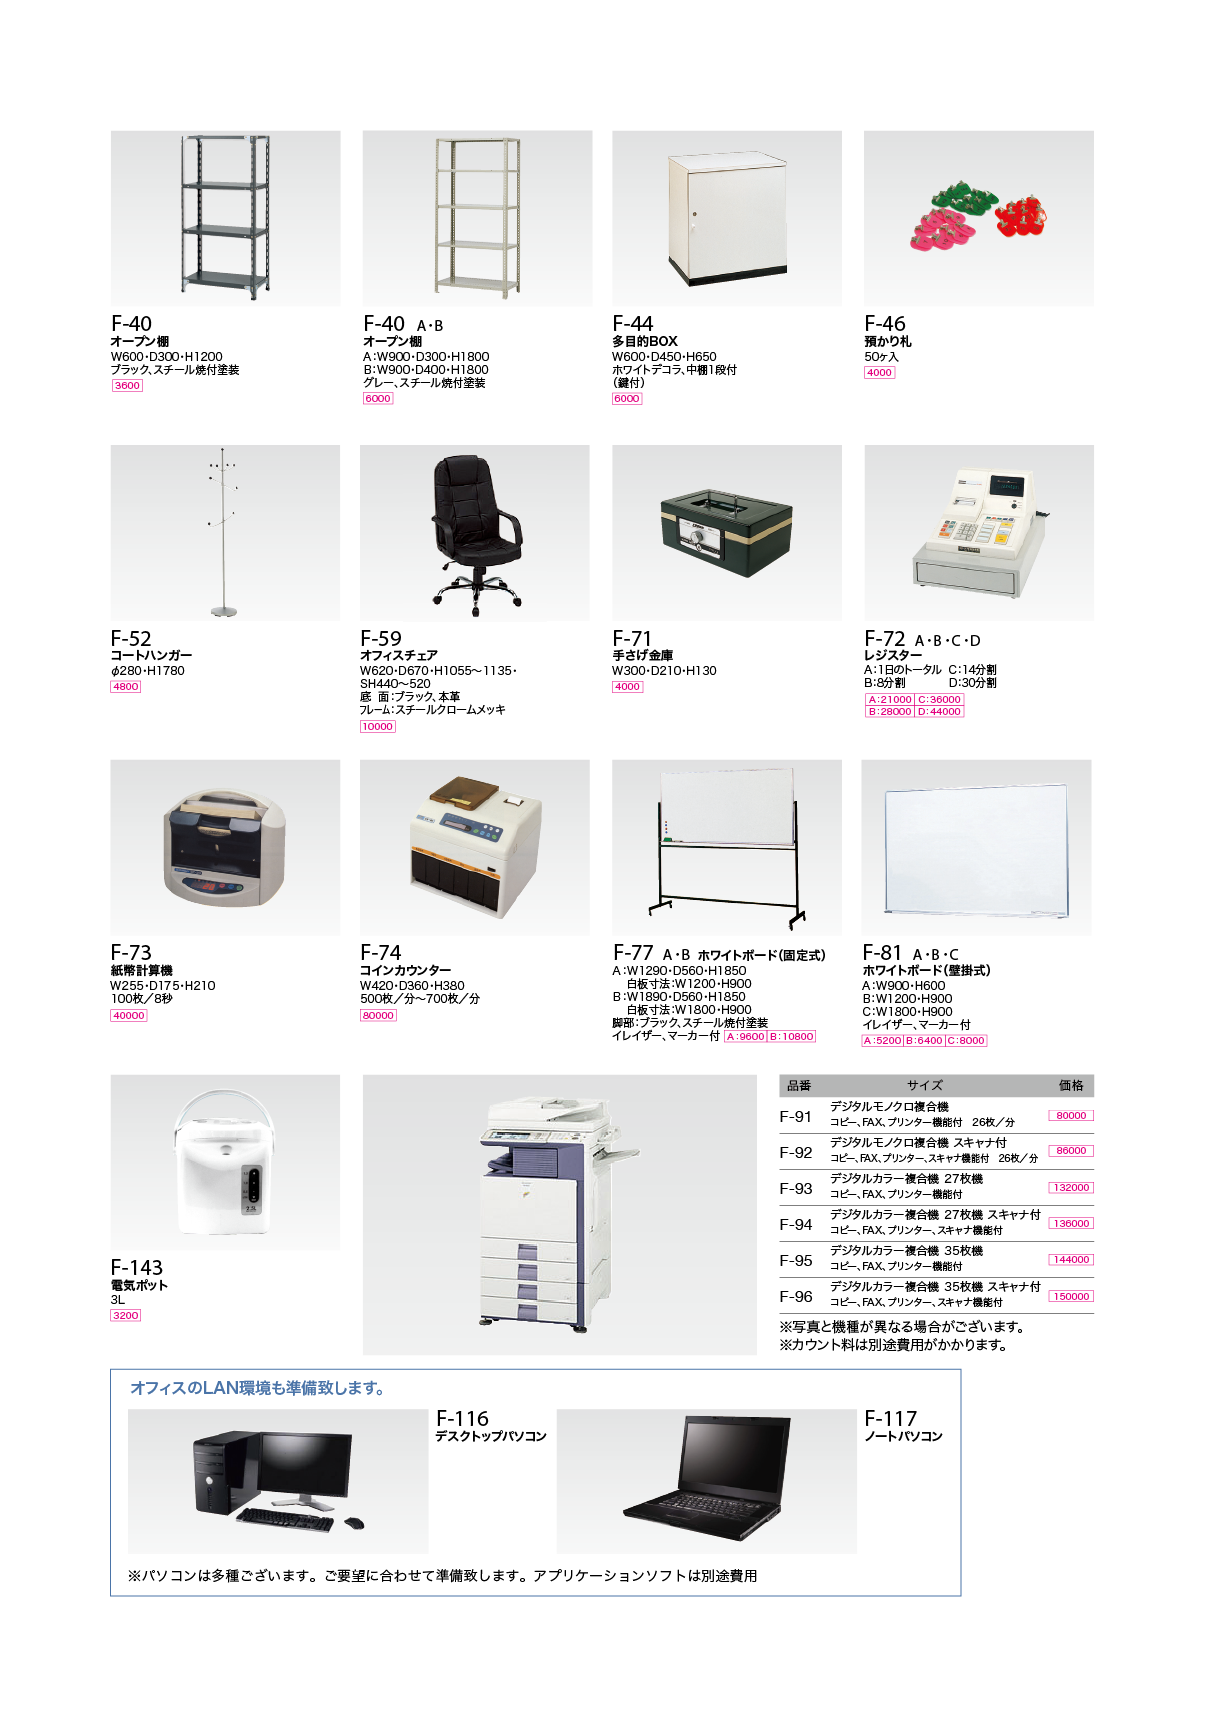 F-40
オープン棚
W600・D300・H1200
ブラック、スチール焼付塗装
3600
F-40 A・B
オープン棚
A：W900・D300・H1800
B：W900・D400・H1800
グレー、スチール焼付塗装
6000
F-44
多目的BOX
W600・D450・H650
ホワイトデコラ、中棚1段付
（鍵付）
6000
F-46
預かり札
50ヶ入
4000
F-52
コートハンガー
φ280・H1780
4800
F-59
オフィスチェア
W620・D670・H1055〜1135・
SH440〜520
底 面：ブラック、本革
フレーム：スチールクロームメッキ
10000
F-71
手さげ金庫
W300・D210・H130
4000
F-72 A・B・C・D
レジスター
A：1日のトータル C：14分割
B：8分割 D：30分割
A：21000 C：36000
B：28000 D：44000
F-73
紙幣計算機
W255・D175・H210
100枚／8秒
40000
F-74
コインカウンター
W420・D360・H380
500枚／分〜700枚／分
80000
F-77 A・B ホワイトボード（固定式）
A：W1290・D560・H1850
白板寸法：W1200・H900
B：W1890・D560・H1850
白板寸法：W1800・H900
脚部：ブラック、スチール焼付塗装
イレイザー、マーカー付 A：9600 B：10800
F-81 A・B・C
ホワイトボード（壁掛式）
A：W900・H600
B：W1200・H900
C：W1800・H900
イレイザー、マーカー付
A：5200 B：6400 C：8000
F-143
電気ポット
3L
3200
品番 サイズ 価格
F-91 デジタルモノクロ複合機
コピー、FAX、プリンター機能付 26枚／分 80000
F-92 デジタルモノクロ複合機 スキャナ付
コピー、FAX、プリンター、スキャナ機能付 26枚／分 86000
F-93 デジタルカラー複合機 27枚機
コピー、FAX、プリンター機能付 132000
F-94 デジタルカラー複合機 27枚機 スキャナ付
コピー、FAX、プリンター、スキャナ機能付 136000
F-95 デジタルカラー複合機 35枚機
コピー、FAX、プリンター機能付 144000
F-96 デジタルカラー複合機 35枚機 スキャナ付
コピー、FAX、プリンター、スキャナ機能付 150000
※写真と機種が異なる場合がございます。
※カウント料は別途費用がかかります。
オフィスのLAN環境も準備致します。
F-116
デスクトップパソコン
F-117
ノートパソコン
※パソコンは多種ございます。ご要望に合わせて準備致します。アプリケーションソフトは別途費用